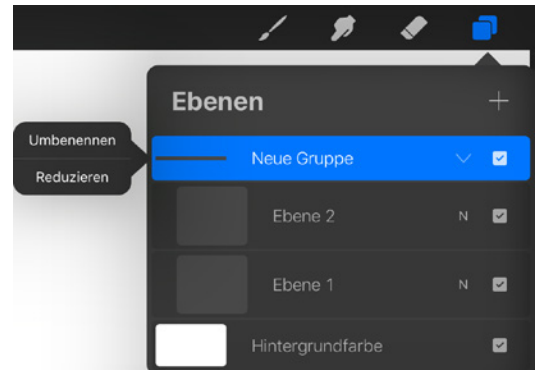 Ebenen
Umbenennen
Neue Gruppe
Reduzieren
Ebene 2 N
Ebene 1 N
Hintergrundfarbe